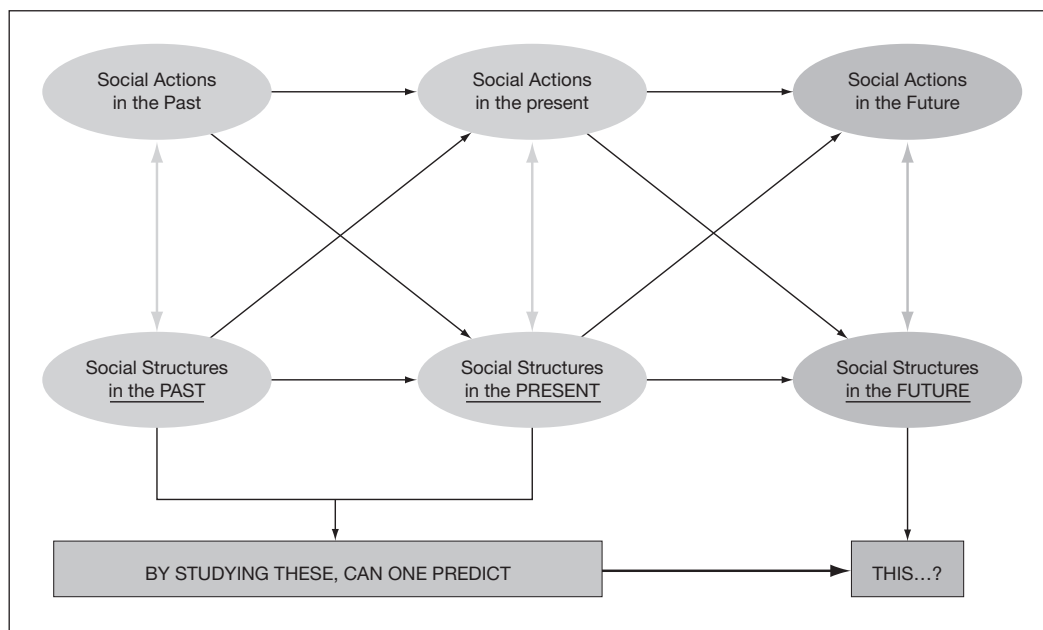 Social Actions
in the Past
Social Actions
in the present
Social Actions
in the Future
Social Structures
in the PAST
Social Structures
in the PRESENT
Social Structures
in the FUTURE
BY STUDYING THESE, CAN ONE PREDICT
THIS...?